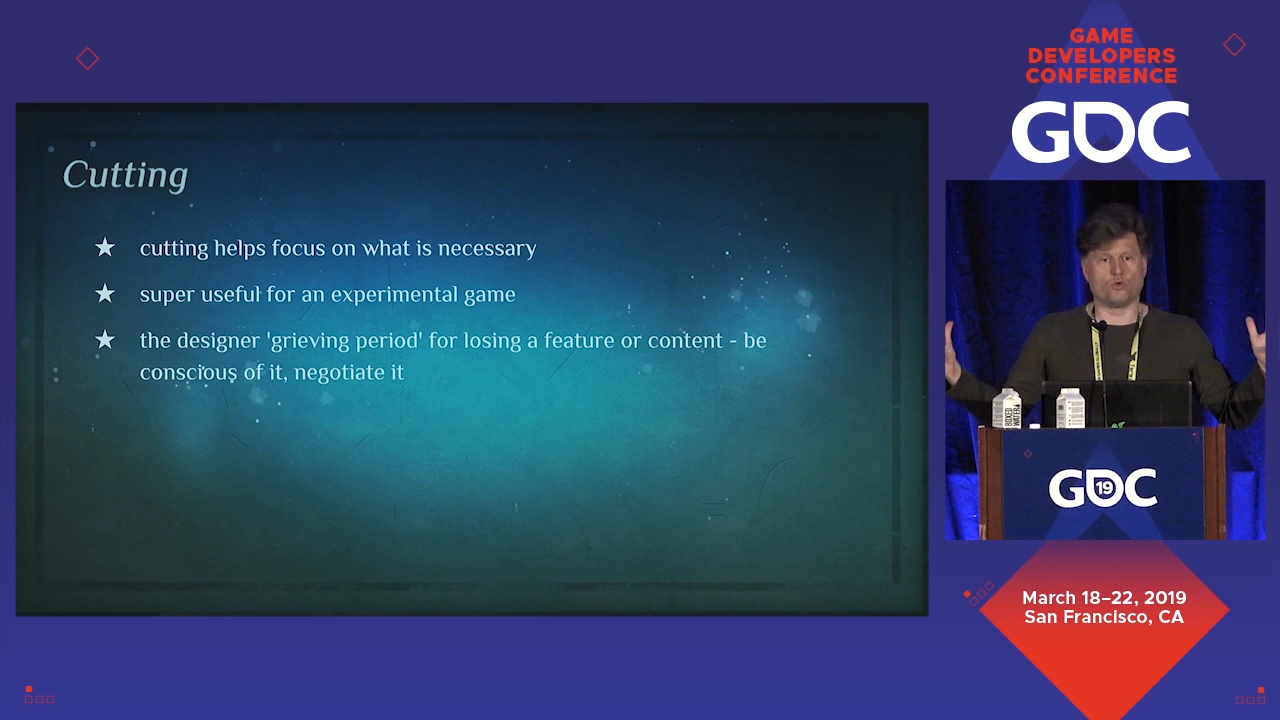 GAME
DEVELOPERS
CONFERENCE
GDC
Cutting
★ cutting helps focus on what is necessary
★ super useful for an experimental game
★ the designer 'grieving period' for losing a feature or content - be
conscious of it, negotiate it
BOXED
WATER
GDC
19
March 18–22, 2019
San Francisco, CA